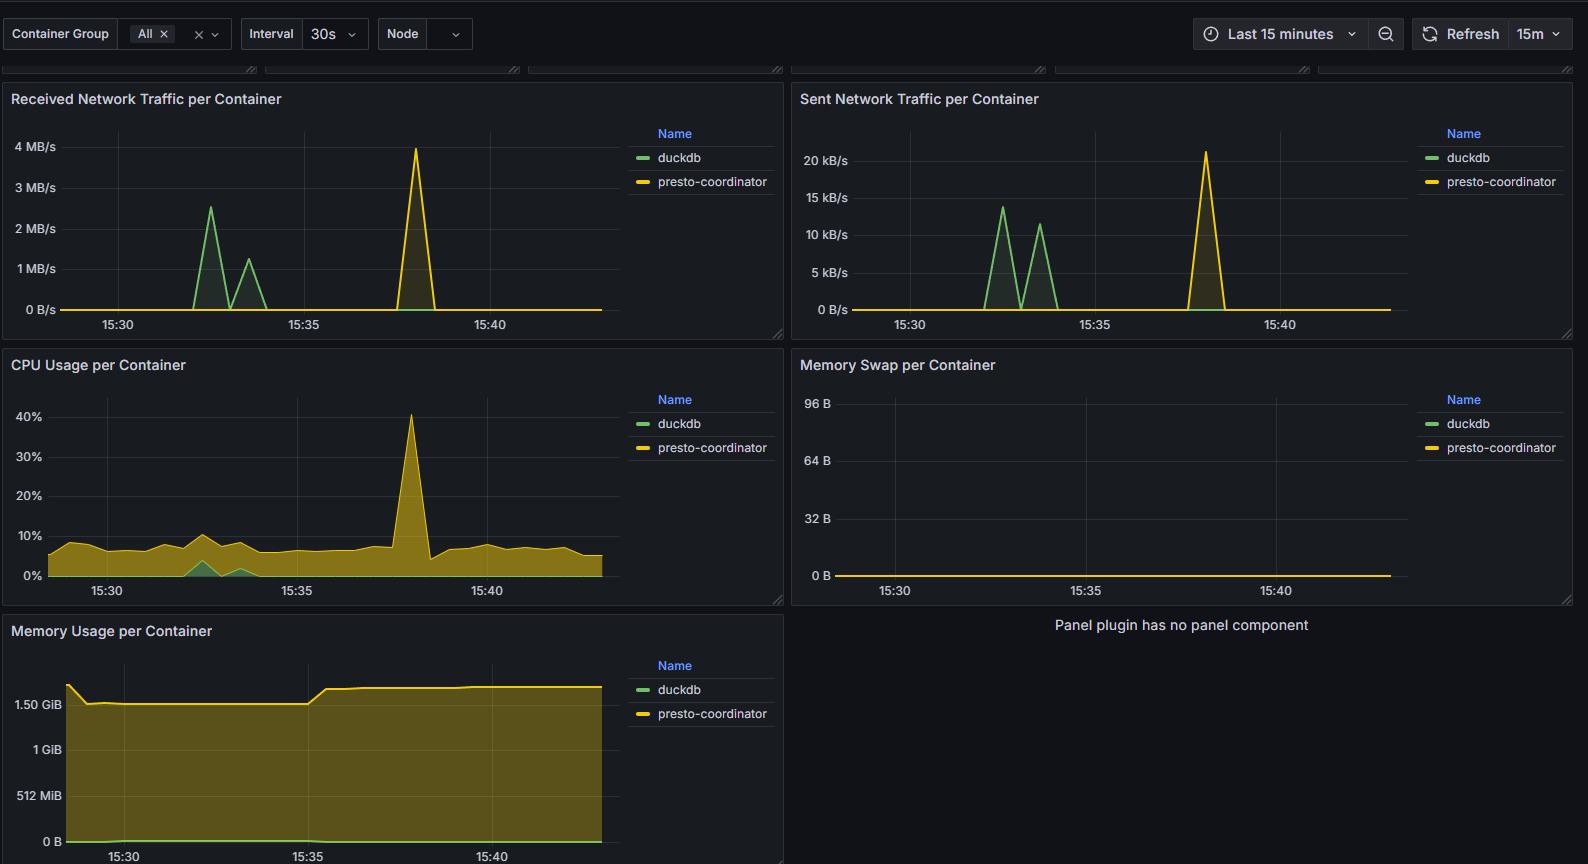 Container Group All Interval 30s Node Last 15 minutes Refresh 15m
Received Network Traffic per Container
4 MB/s
3 MB/s
2 MB/s
1 MB/s
0 B/s
15:30 15:35 15:40
Name
duckdb
presto-coordinator
Sent Network Traffic per Container
20 kB/s
15 kB/s
10 kB/s
5 kB/s
0 B/s
15:30 15:35 15:40
Name
duckdb
presto-coordinator
CPU Usage per Container
40%
30%
20%
10%
0%
15:30 15:35 15:40
Name
duckdb
presto-coordinator
Memory Swap per Container
96 B
64 B
32 B
0 B
15:30 15:35 15:40
Name
duckdb
presto-coordinator
Memory Usage per Container
1.50 GiB
1 GiB
512 MiB
0 B
15:30 15:35 15:40
Name
duckdb
presto-coordinator
Panel plugin has no panel component